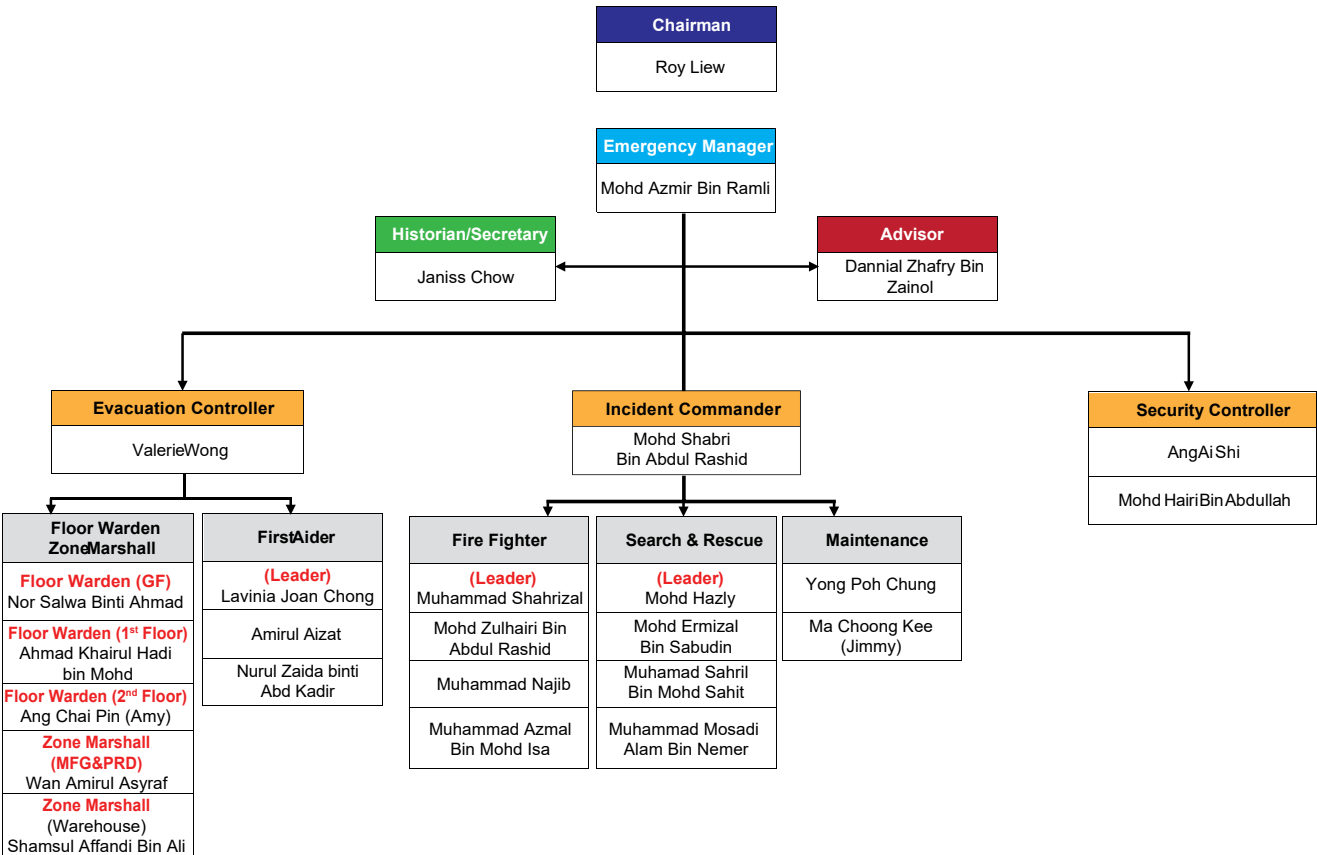 Chairman
Roy Liew
Emergency Manager
Mohd Azmir Bin Ramli
Historian/Secretary
Janiss Chow
Advisor
Dannial Zhafry Bin
Zainol
Evacuation Controller
ValerieWong
Incident Commander
Mohd Shabri
Bin Abdul Rashid
Security Controller
AngAiShi
Mohd HairiBinAbdullah
Floor Warden
ZoneMarshall
Floor Warden (GF)
Nor Salwa Binti Ahmad
Floor Warden (1st Floor)
Ahmad Khairul Hadi
bin Mohd
Floor Warden (2nd Floor)
Ang Chai Pin (Amy)
Zone Marshall
(MFG&PRD)
Wan Amirul Asyraf
Zone Marshall
(Warehouse)
Shamsul Affandi Bin Ali
FirstAider
(Leader)
Lavinia Joan Chong
Amirul Aizat
Nurul Zaida binti
Abd Kadir
Fire Fighter
(Leader)
Muhammad Shahrizal
Mohd Zulhairi Bin
Abdul Rashid
Muhammad Najib
Muhammad Azmal
Bin Mohd Isa
Search & Rescue
(Leader)
Mohd Hazly
Mohd Ermizal
Bin Sabudin
Muhamad Sahril
Bin Mohd Sahit
Muhammad Mosadi
Alam Bin Nemer
Maintenance
Yong Poh Chung
Ma Choong Kee
(Jimmy)